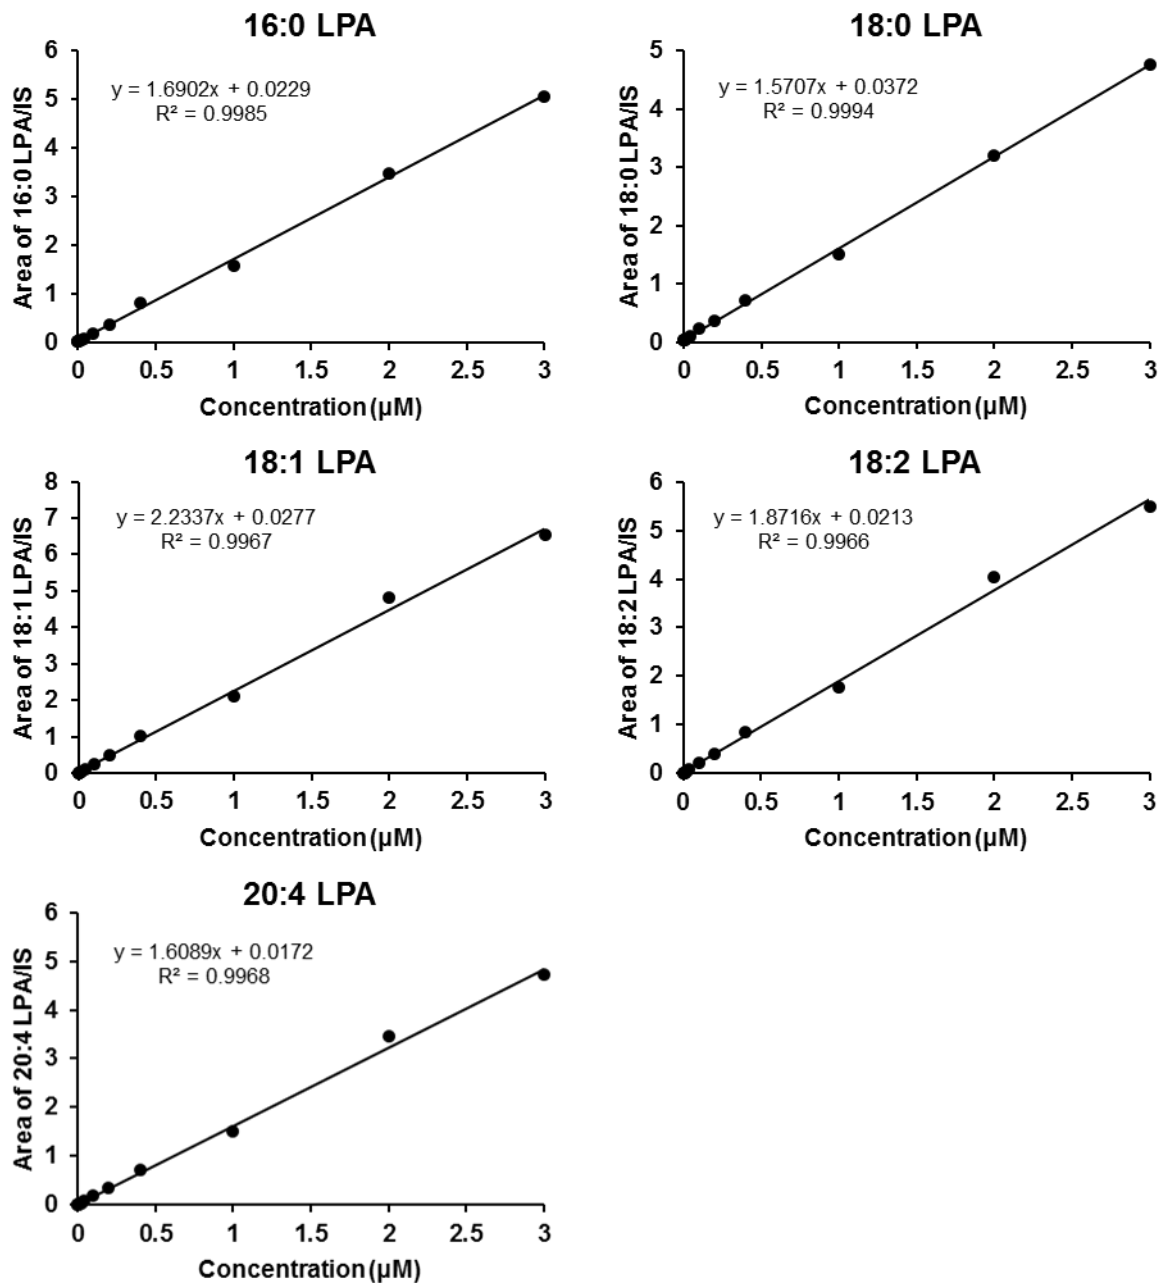 16:0 LPA
y = 1.6902x + 0.0229
R² = 0.9985
Area of 16:0 LPA/IS
6
5
4
3
2
1
0
0 0.5 1 1.5 2 2.5 3
Concentration (µM)
18:0 LPA
y = 1.5707x + 0.0372
R² = 0.9994
Area of 18:0 LPA/IS
5
4
3
2
1
0
0 0.5 1 1.5 2 2.5 3
Concentration (µM)
18:1 LPA
y = 2.2337x + 0.0277
R² = 0.9967
Area of 18:1 LPA/IS
8
7
6
5
4
3
2
1
0
0 0.5 1 1.5 2 2.5 3
Concentration (µM)
18:2 LPA
y = 1.8716x + 0.0213
R² = 0.9966
Area of 18:2 LPA/IS
6
5
4
3
2
1
0
0 0.5 1 1.5 2 2.5 3
Concentration (µM)
20:4 LPA
y = 1.6089x + 0.0172
R² = 0.9968
Area of 20:4 LPA/IS
6
5
4
3
2
1
0
0 0.5 1 1.5 2 2.5 3
Concentration (µM)